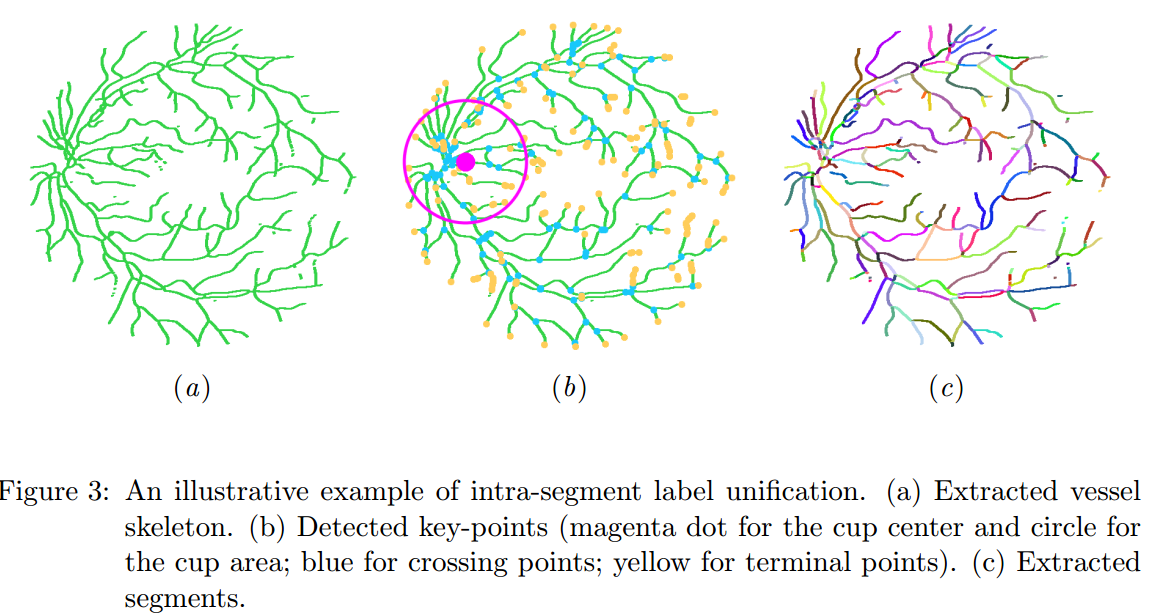 (a) (b) (c)
Figure 3: An illustrative example of intra-segment label unification. (a) Extracted vessel
skeleton. (b) Detected key-points (magenta dot for the cup center and circle for
the cup area; blue for crossing points; yellow for terminal points). (c) Extracted
segments.